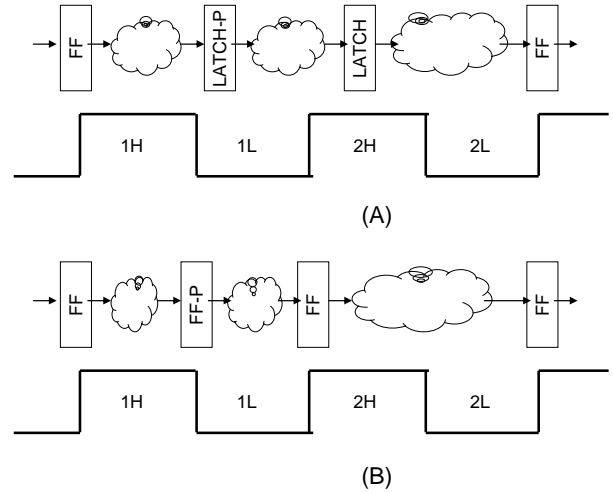 FF LATCH-P LATCH FF
1H 1L 2H 2L
(A)
FF FF-P FF FF
1H 1L 2H 2L
(B)